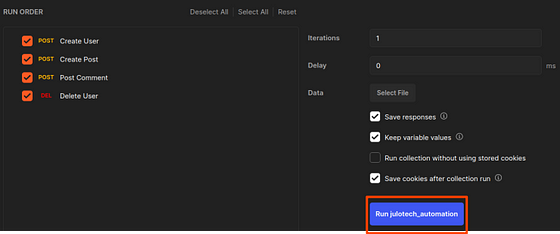 RUN ORDER
Deselect All
Select All
Reset
POST Create User
POST Create Post
POST Post Comment
DEL Delete User
Iterations 1
Delay 0 ms
Data Select File
Save responses
Keep variable values
Run collection without using stored cookies
Save cookies after collection run
Run julotech_automation